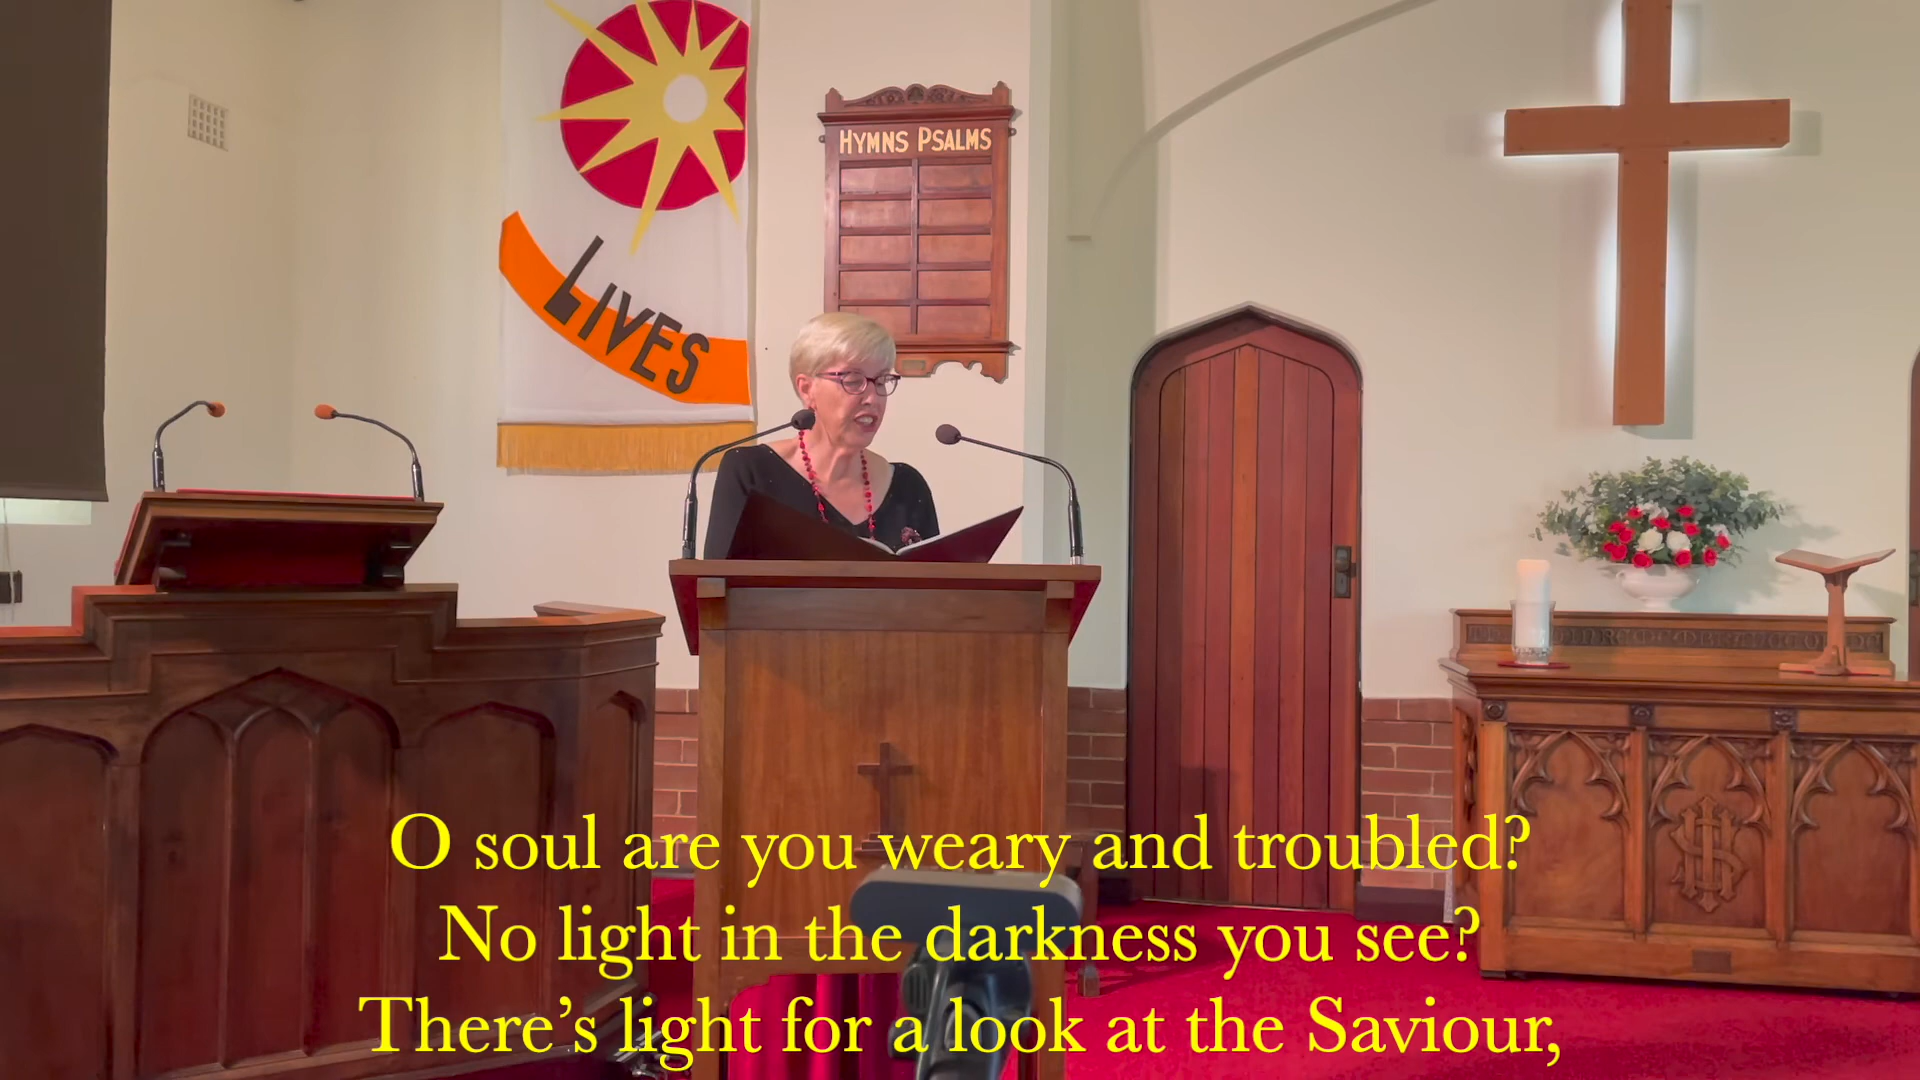 HYMNS PSALMS
LIVES
O soul are you weary and troubled?
No light in the darkness you see?
There's light for a look at the Saviour,